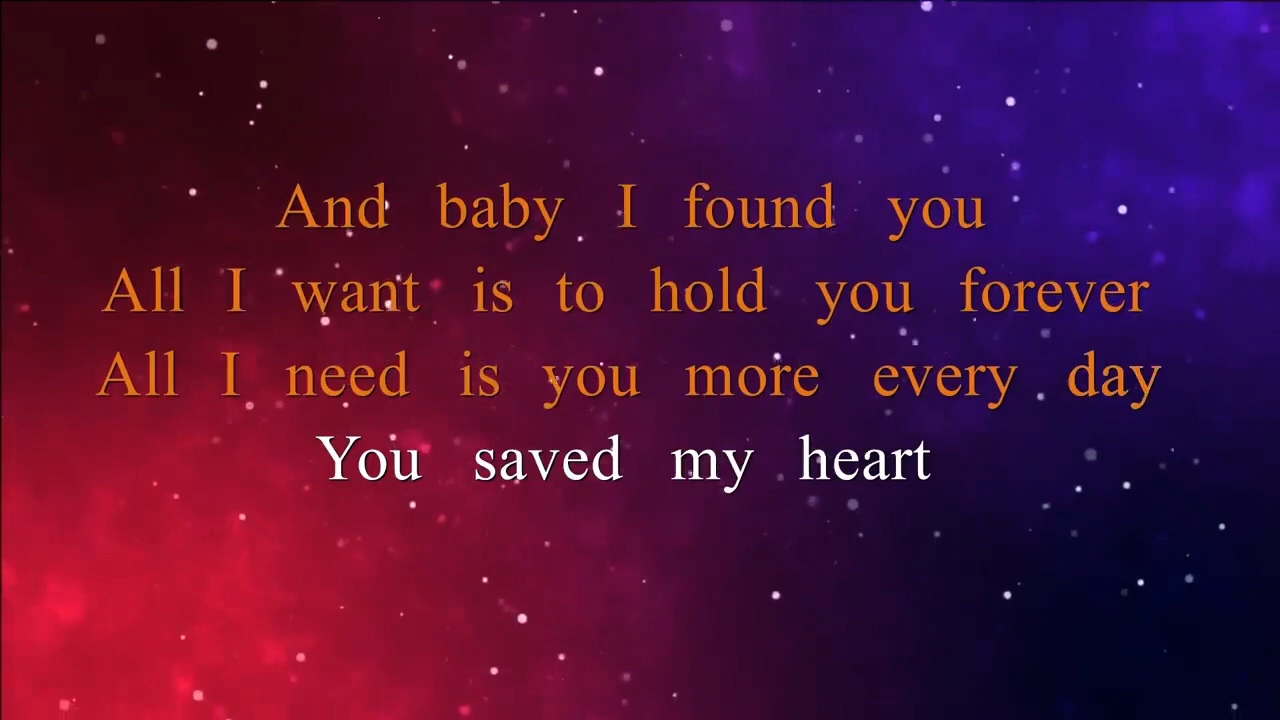 And baby I found you
All I want is to hold you forever
All I need is you more every day
You saved my heart